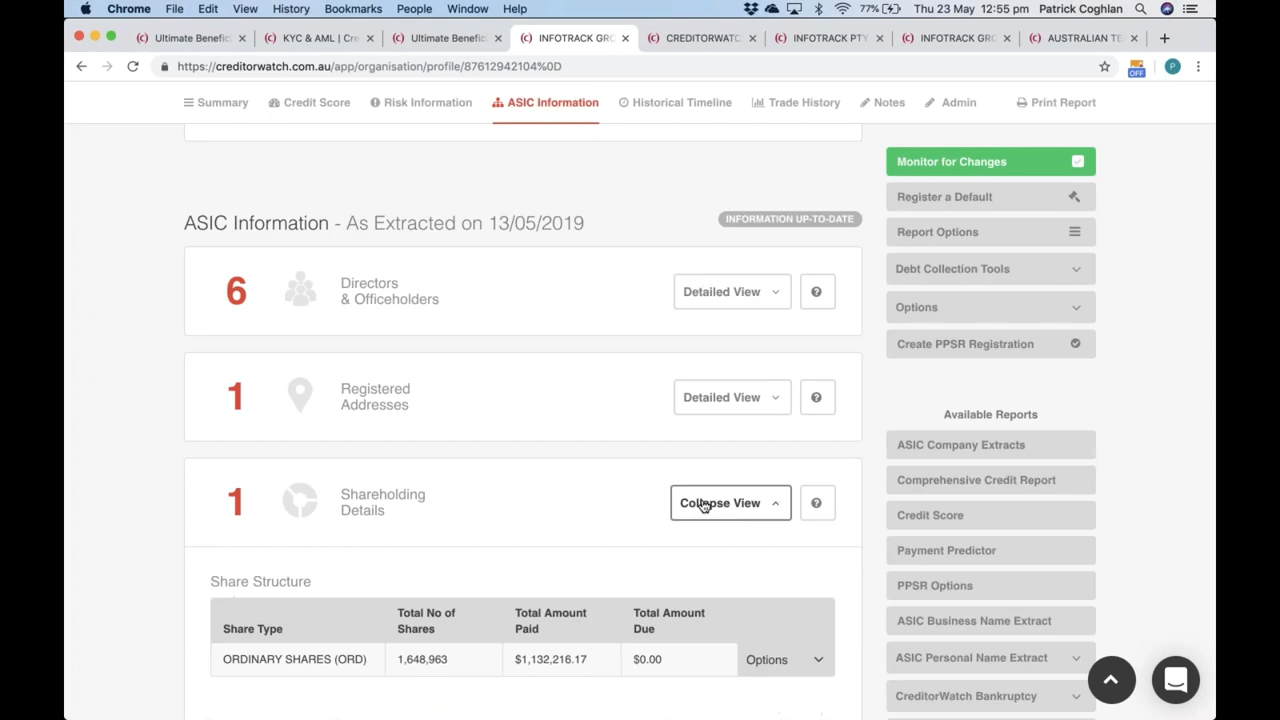 Chrome File Edit View History Bookmarks People Window Help 77% Thu 23 May 12:55 pm Patrick Coghlan
Ultimate Benefic × KYC & AML | Cre × Ultimate Benefic × INFOTRACK GRO × CREDITORWATC × INFOTRACK PTY × INFOTRACK GRO × AUSTRALIAN TE ×
https://creditorwatch.com.au/app/organisation/profile/87612942104%0D OFF P
Summary Credit Score Risk Information ASIC Information Historical Timeline Trade History Notes Admin Print Report
Monitor for Changes
Register a Default
Report Options
Debt Collection Tools
Options
Create PPSR Registration
ASIC Information - As Extracted on 13/05/2019 INFORMATION UP-TO-DATE
6 Directors
& Officeholders
Detailed View ?
1 Registered
Addresses
Detailed View ?
1 Shareholding
Details
Collapse View ?
Share Structure
Share Type
Total No of
Shares
Total Amount
Paid
Total Amount
Due
ORDINARY SHARES (ORD) 1,648,963 $1,132,216.17 $0.00 Options
Available Reports
ASIC Company Extracts
Comprehensive Credit Report
Credit Score
Payment Predictor
PPSR Options
ASIC Business Name Extract
ASIC Personal Name Extract
CreditorWatch Bankruptcy